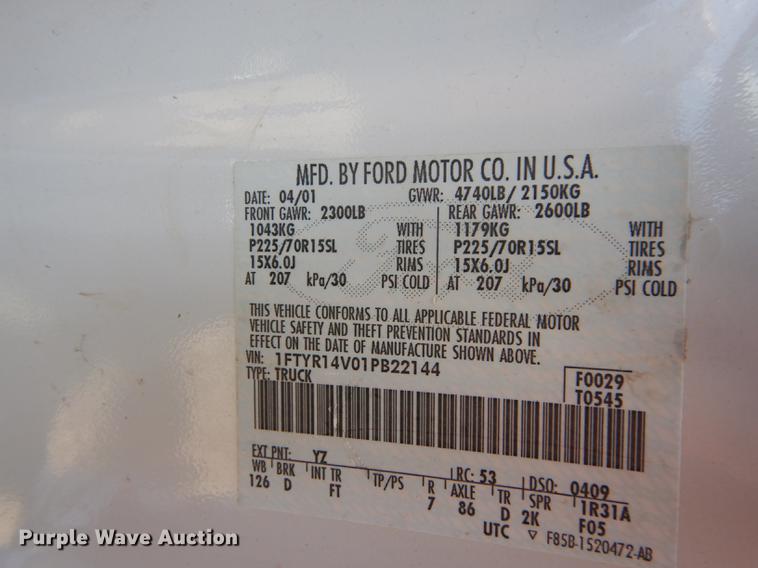 MFD. BY FORD MOTOR CO. IN U.S.A.
DATE: 04/01 GVWR: 4740LB/ 2150KG
FRONT GAWR: 2300LB REAR GAWR: 2600LB
1043KG WITH 1179KG WITH
P225/70R15SL TIRES P225/70R15SL TIRES
15X6.0J RIMS 15X6.0J RIMS
AT 207 kPa/30 PSI COLD AT 207 kPa/30 PSI COLD
THIS VEHICLE CONFORMS TO ALL APPLICABLE FEDERAL MOTOR
VEHICLE SAFETY AND THEFT PREVENTION STANDARDS IN
EFFECT ON THE DATE OF MANUFACTURE SHOWN ABOVE.
VIN: 1FTYR14V01PB22144
TYPE: TRUCK
F0029
T0545
EXT PNT: YZ RC: 53 DSO: 0409
WB BRK INT TR TP/PS R AXLE TR SPR 1R31A
126 D FT 7 86 D 2K F05
UTC ▽ F85B-1520472-AB
Purple Wave Auction